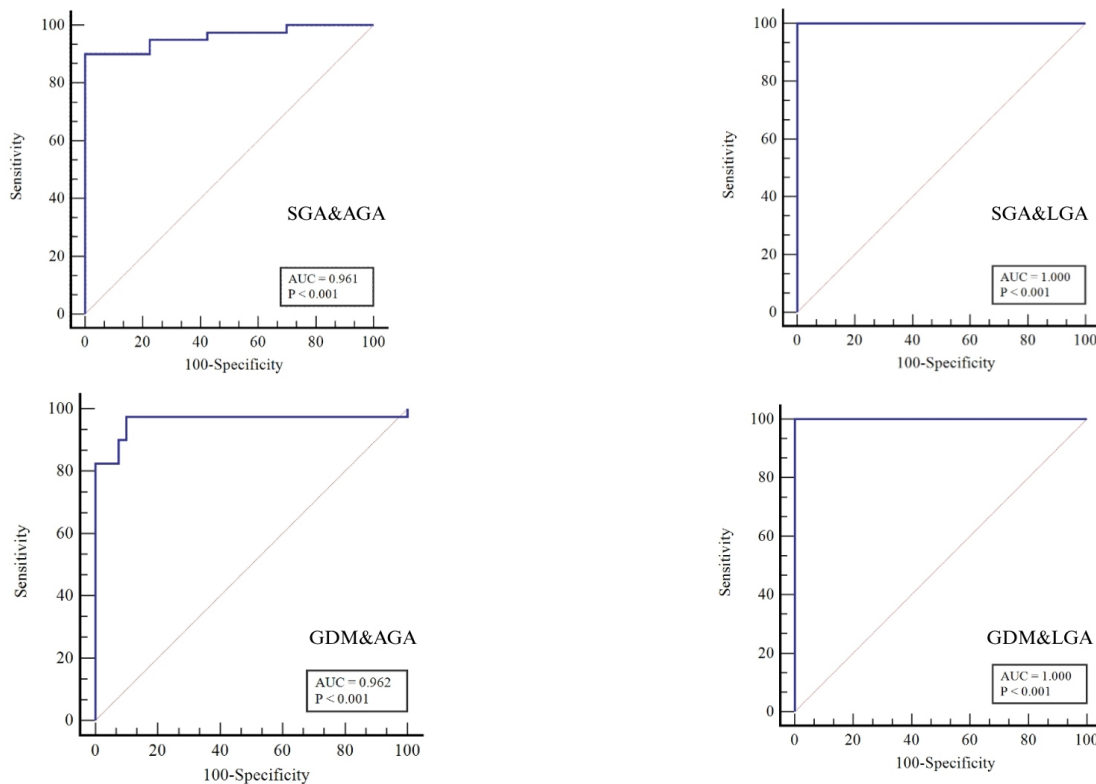 100
80
60
40
20
0
Sensitivity
SGA&AGA
AUC = 0.961
P < 0.001
0 20 40 60 80 100
100-Specificity
100
80
60
40
20
0
Sensitivity
SGA&LGA
AUC = 1.000
P < 0.001
0 20 40 60 80 100
100-Specificity
100
80
60
40
20
0
Sensitivity
GDM&AGA
AUC = 0.962
P < 0.001
0 20 40 60 80 100
100-Specificity
100
80
60
40
20
0
Sensitivity
GDM&LGA
AUC = 1.000
P < 0.001
0 20 40 60 80 100
100-Specificity